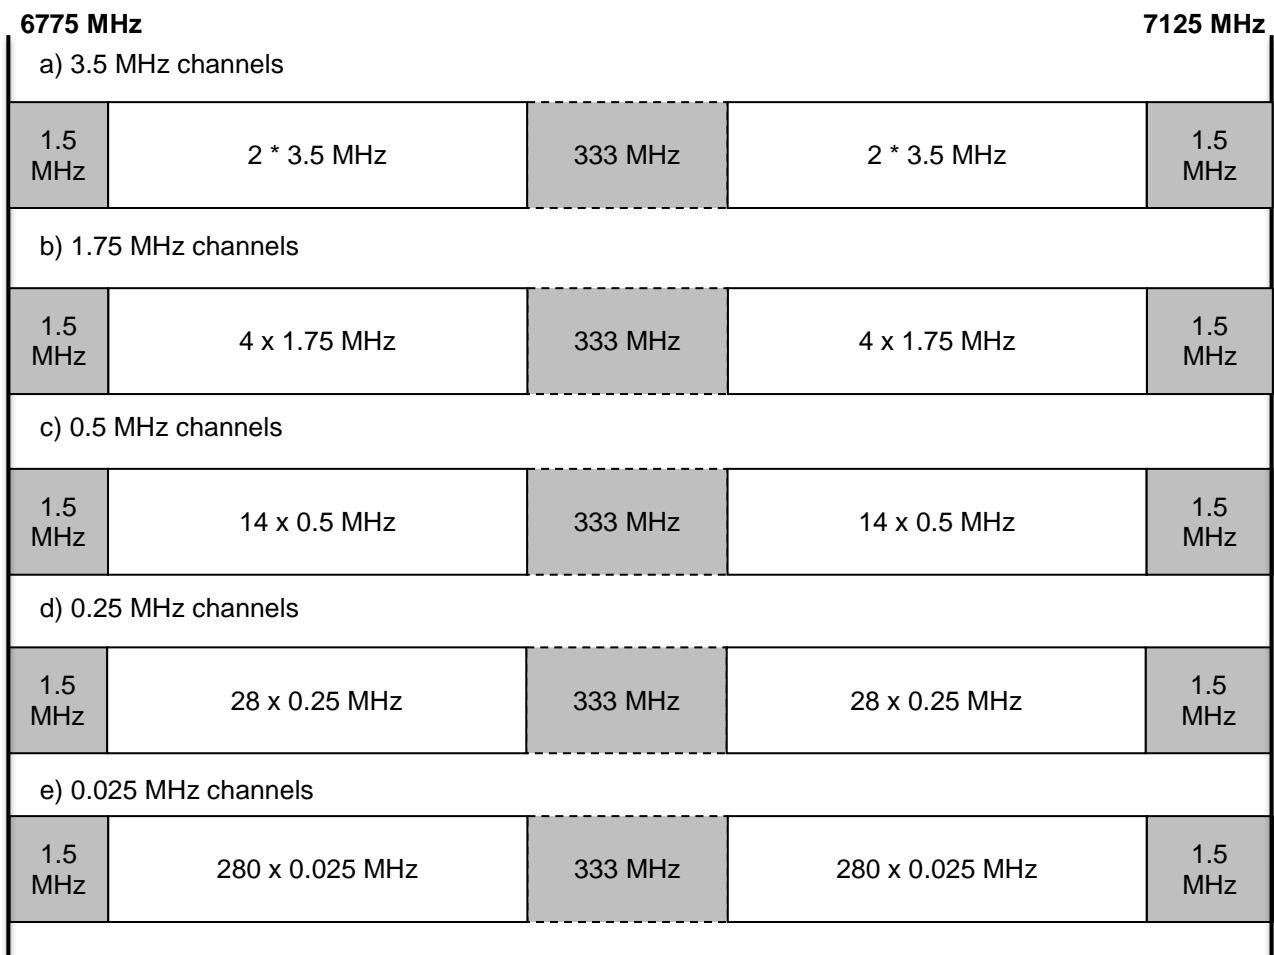 6775 MHz 7125 MHz
a) 3.5 MHz channels
1.5
MHz
2 * 3.5 MHz
333 MHz
2 * 3.5 MHz
1.5
MHz
b) 1.75 MHz channels
1.5
MHz
4 x 1.75 MHz
333 MHz
4 x 1.75 MHz
1.5
MHz
c) 0.5 MHz channels
1.5
MHz
14 x 0.5 MHz
333 MHz
14 x 0.5 MHz
1.5
MHz
d) 0.25 MHz channels
1.5
MHz
28 x 0.25 MHz
333 MHz
28 x 0.25 MHz
1.5
MHz
e) 0.025 MHz channels
1.5
MHz
280 x 0.025 MHz
333 MHz
280 x 0.025 MHz
1.5
MHz